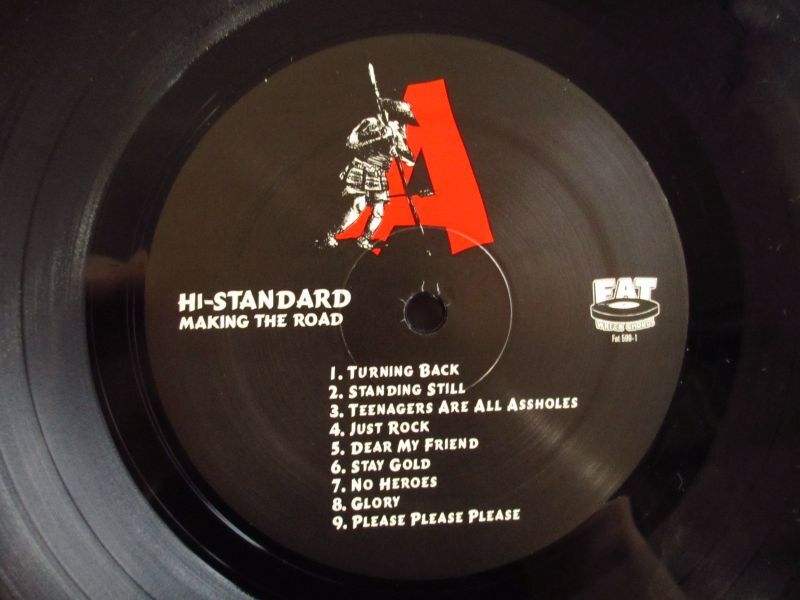 A
HI-STANDARD
MAKING THE ROAD
FAT
WRECK CHORDS
Fat 599-1
1. TURNING BACK
2. STANDING STILL
3. TEENAGERS ARE ALL ASSHOLES
4. JUST ROCK
5. DEAR MY FRIEND
6. STAY GOLD
7. NO HEROES
8. GLORY
9. PLEASE PLEASE PLEASE